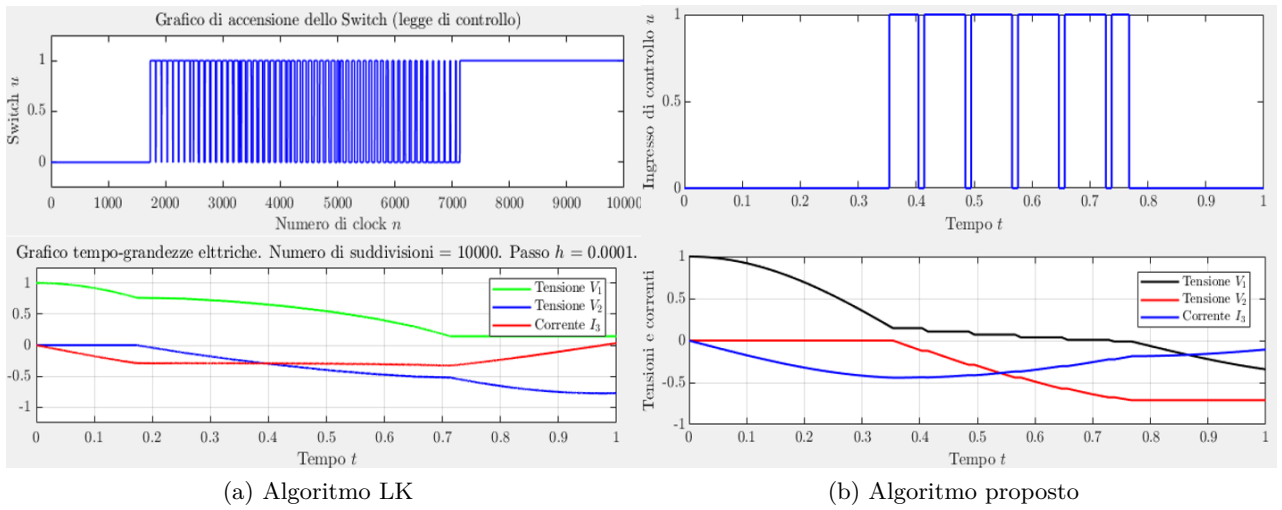 Grafico di accensione dello Switch (legge di controllo)
1
0.5
0
Switch u
0 1000 2000 3000 4000 5000 6000 7000 8000 9000 10000
Numero di clock n
Grafico tempo-grandezze elttriche. Numero di suddivisioni = 10000. Passo h = 0.0001.
1
0.5
0
-0.5
-1
Tensione V1
Tensione V2
Corrente I3
0 0.1 0.2 0.3 0.4 0.5 0.6 0.7 0.8 0.9 1
Tempo t
(a) Algoritmo LK
1
0.5
0
Ingresso di controllo u
0 0.1 0.2 0.3 0.4 0.5 0.6 0.7 0.8 0.9 1
Tempo t
1
0.5
0
-0.5
-1
Tensioni e correnti
Tensione V1
Tensione V2
Corrente I3
0 0.1 0.2 0.3 0.4 0.5 0.6 0.7 0.8 0.9 1
Tempo t
(b) Algoritmo proposto